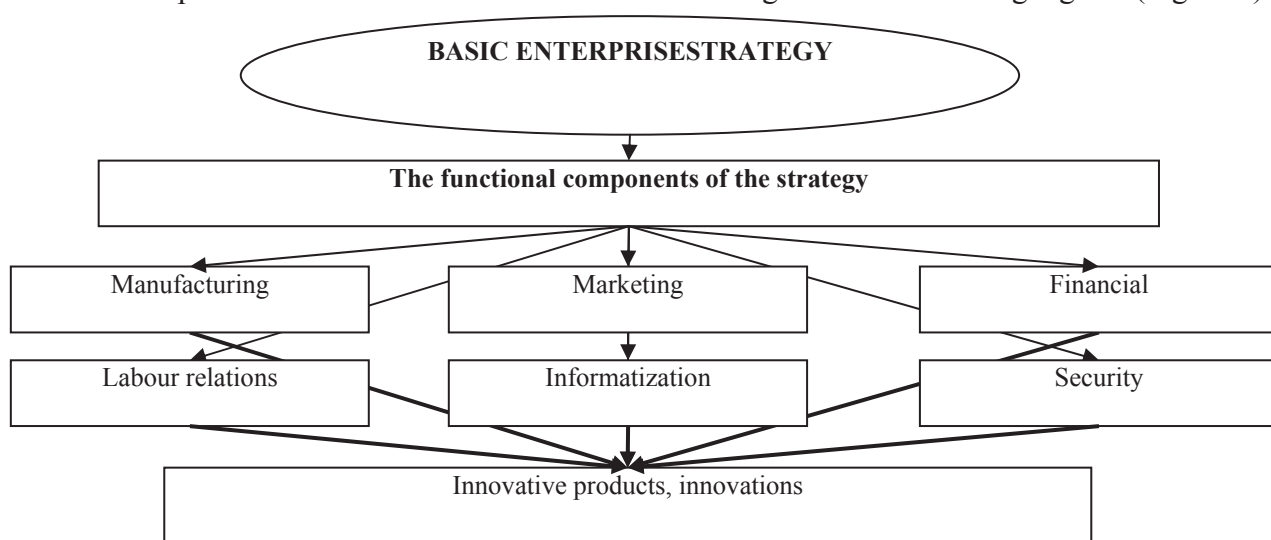 BASIC ENTERPRISESTRATEGY
The functional components of the strategy
Manufacturing
Marketing
Financial
Labour relations
Informatization
Security
Innovative products, innovations